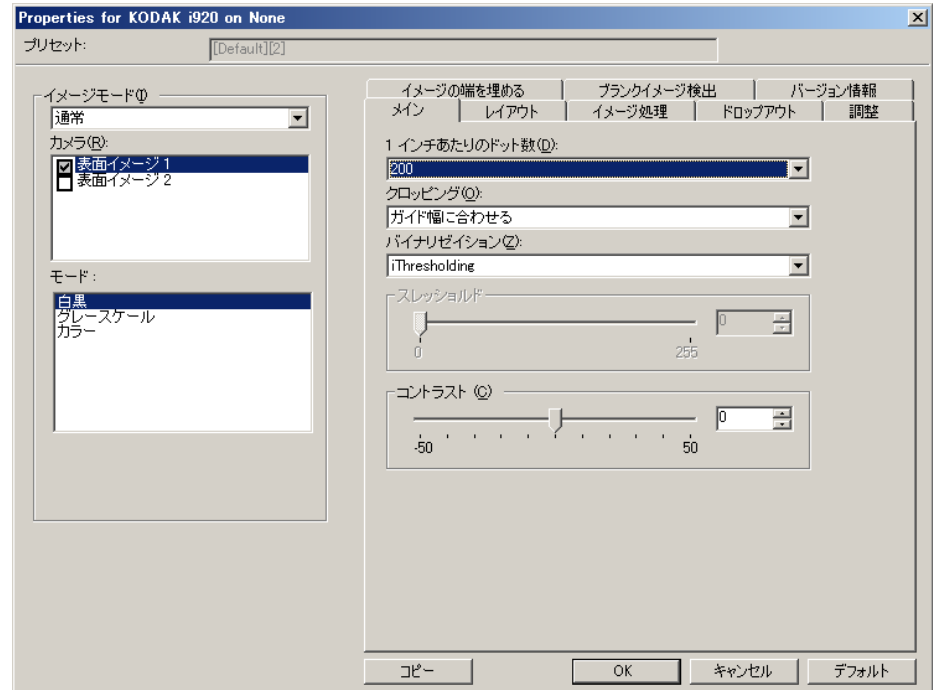 Properties for KODAK i920 on None
プリセット:
[Default][2]
イメージモード(I)
通常
カメラ(R):
表面イメージ 1
表面イメージ 2
モード:
白黒
グレースケール
カラー
イメージの端を埋める
ブランクイメージ検出
バージョン情報
メイン
レイアウト
イメージ処理
ドロップアウト
調整
1 インチあたりのドット数(D):
200
クロッピング(O):
ガイド幅に合わせる
バイナリゼイション(Z):
iThresholding
スレッショルド
0
0
255
コントラスト (C)
0
-50
50
コピー
OK
キャンセル
デフォルト